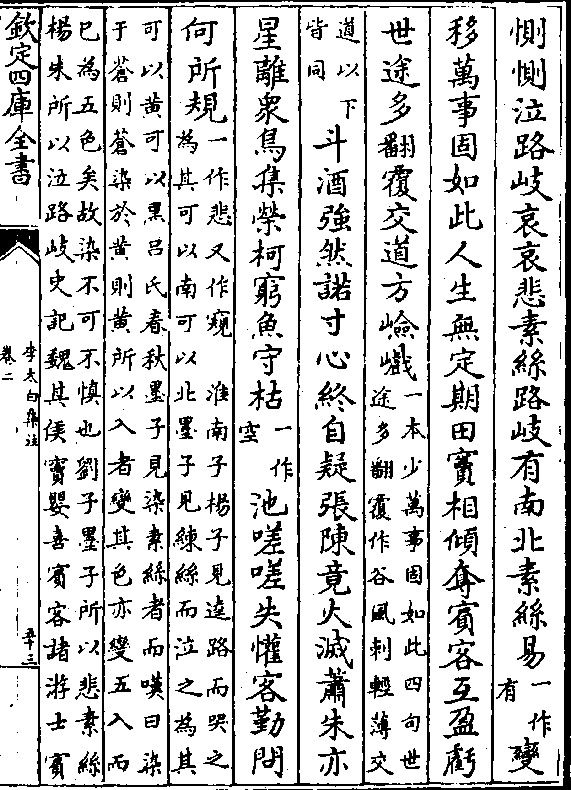 惻惻泣路岐哀哀悲素絲路岐有南北素絲易一作有變
移萬事固如此人生無定期田竇相傾奪賓客互盈虧
世途多翻覆交道方嶮巇一本少萬事固如此四句世途多翻覆作谷風刺輕薄交
道以下皆同斗酒強然諾寸心終自疑張陳竟火滅蕭朱亦
星離衆鳥集榮柯窮魚守枯一作空池嗟嗟失懽客勤問
何所規一作悲又作窺 淮南子楊子見逵路而哭之為其可以南可以北墨子見練絲而泣之為其
可以黄可以黑吕氏春秋墨子見染素絲者而嘆曰染于蒼則蒼染於黄則黄所以入者變其色亦變五入而
已為五色矣故染不可不慎也劉子墨子所以悲素絲楊朱所以泣路岐史記魏其侯竇嬰喜賓客諸游士賓
欽定四庫全書
李太白集注
卷二
五十三